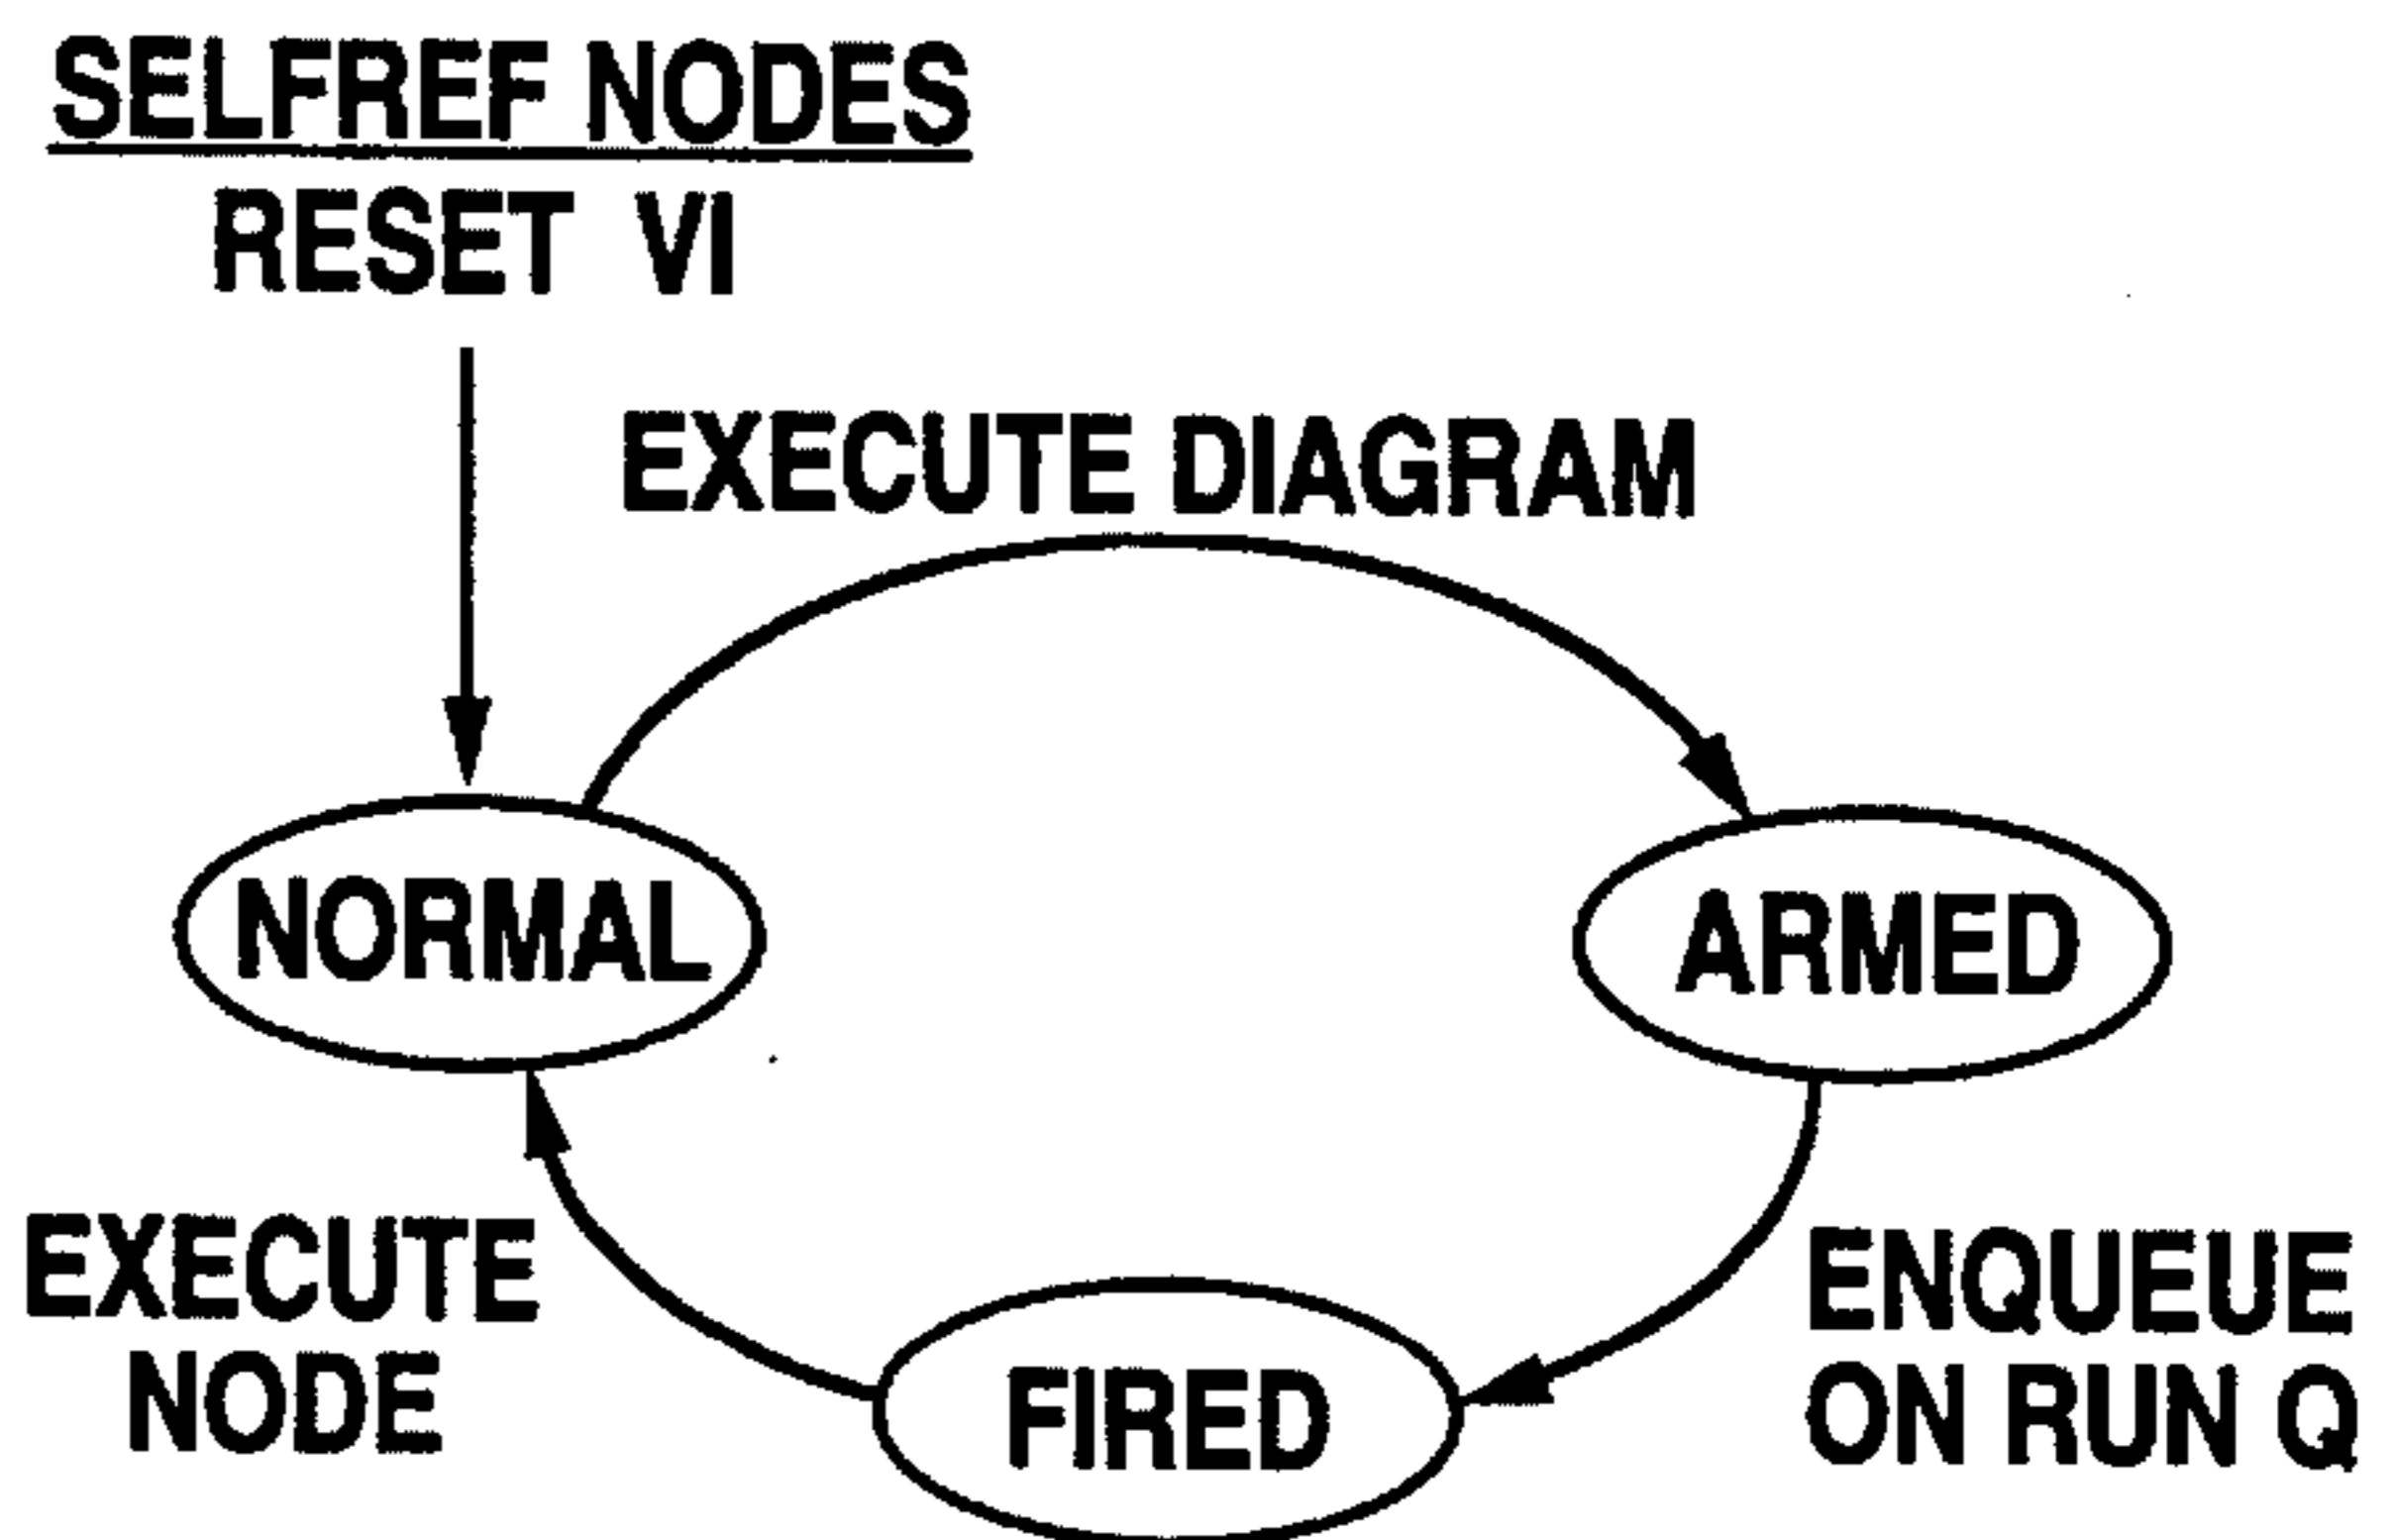 SELFREF NODES
RESET VI
EXECUTE DIAGRAM
NORMAL
ARMED
EXECUTE
NODE
FIRED
ENQUEUE
ON RUN Q